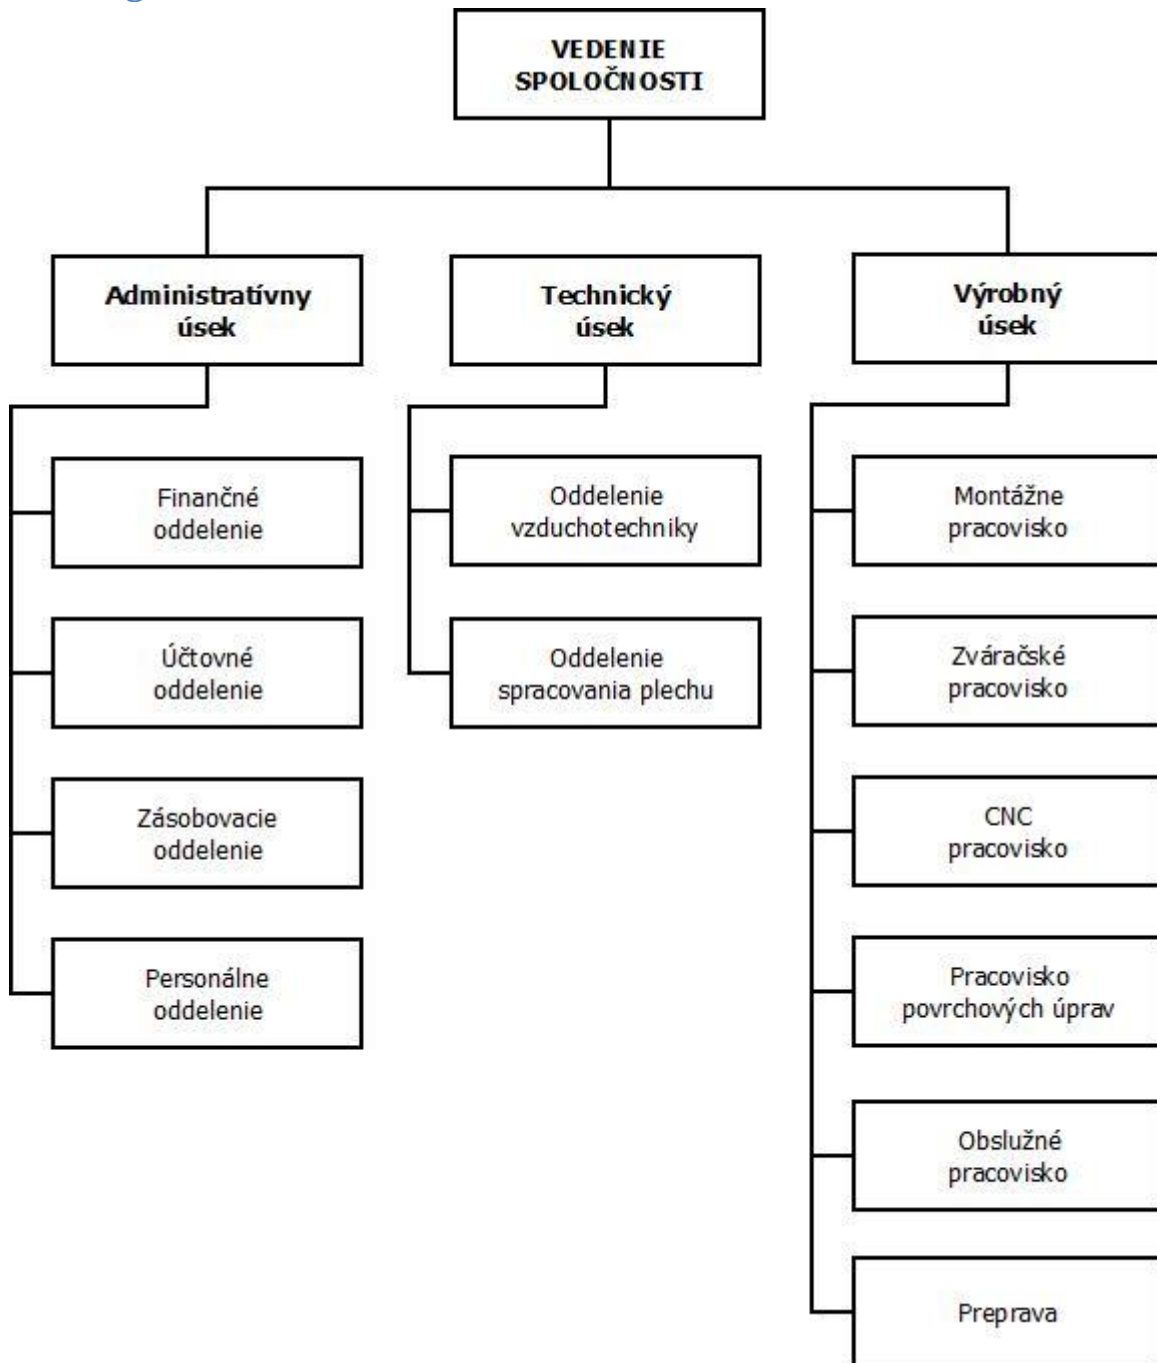 VEDENIE
SPOLOČNOSTI
Administratívny
úsek
Technický
úsek
Výrobný
úsek
Finančné
oddelenie
Účtovné
oddelenie
Zásobovacie
oddelenie
Personálne
oddelenie
Oddelenie
vzduchotechniky
Oddelenie
spracovania plechu
Montážne
pracovisko
Zváračské
pracovisko
CNC
pracovisko
Pracovisko
povrchových úprav
Obslužné
pracovisko
Preprava